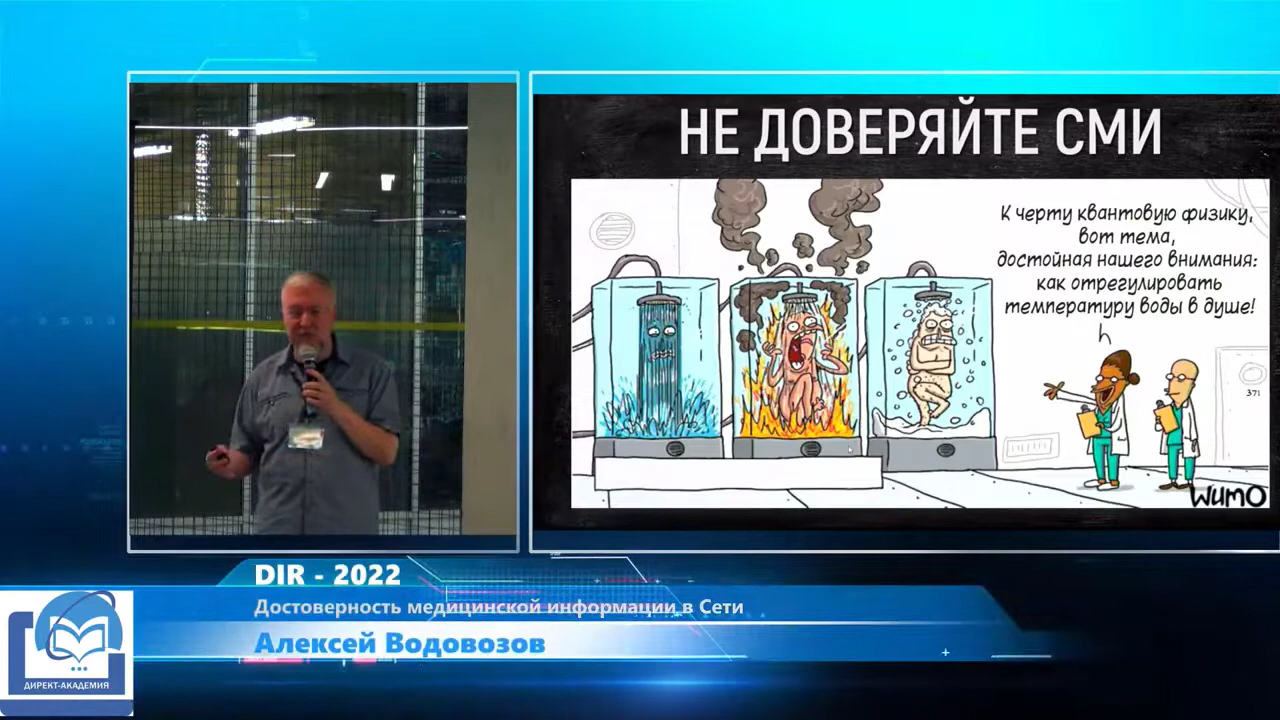 НЕ ДОВЕРЯЙТЕ СМИ
К черту квантовую физику,
вот тема,
достойная нашего внимания:
как отрегулировать
температуру воды в душе!
371
WUMO
DIR - 2022
Достоверность медицинской информации в Сети
Алексей Водовозов
ДИРЕКТ-АКАДЕМИЯ